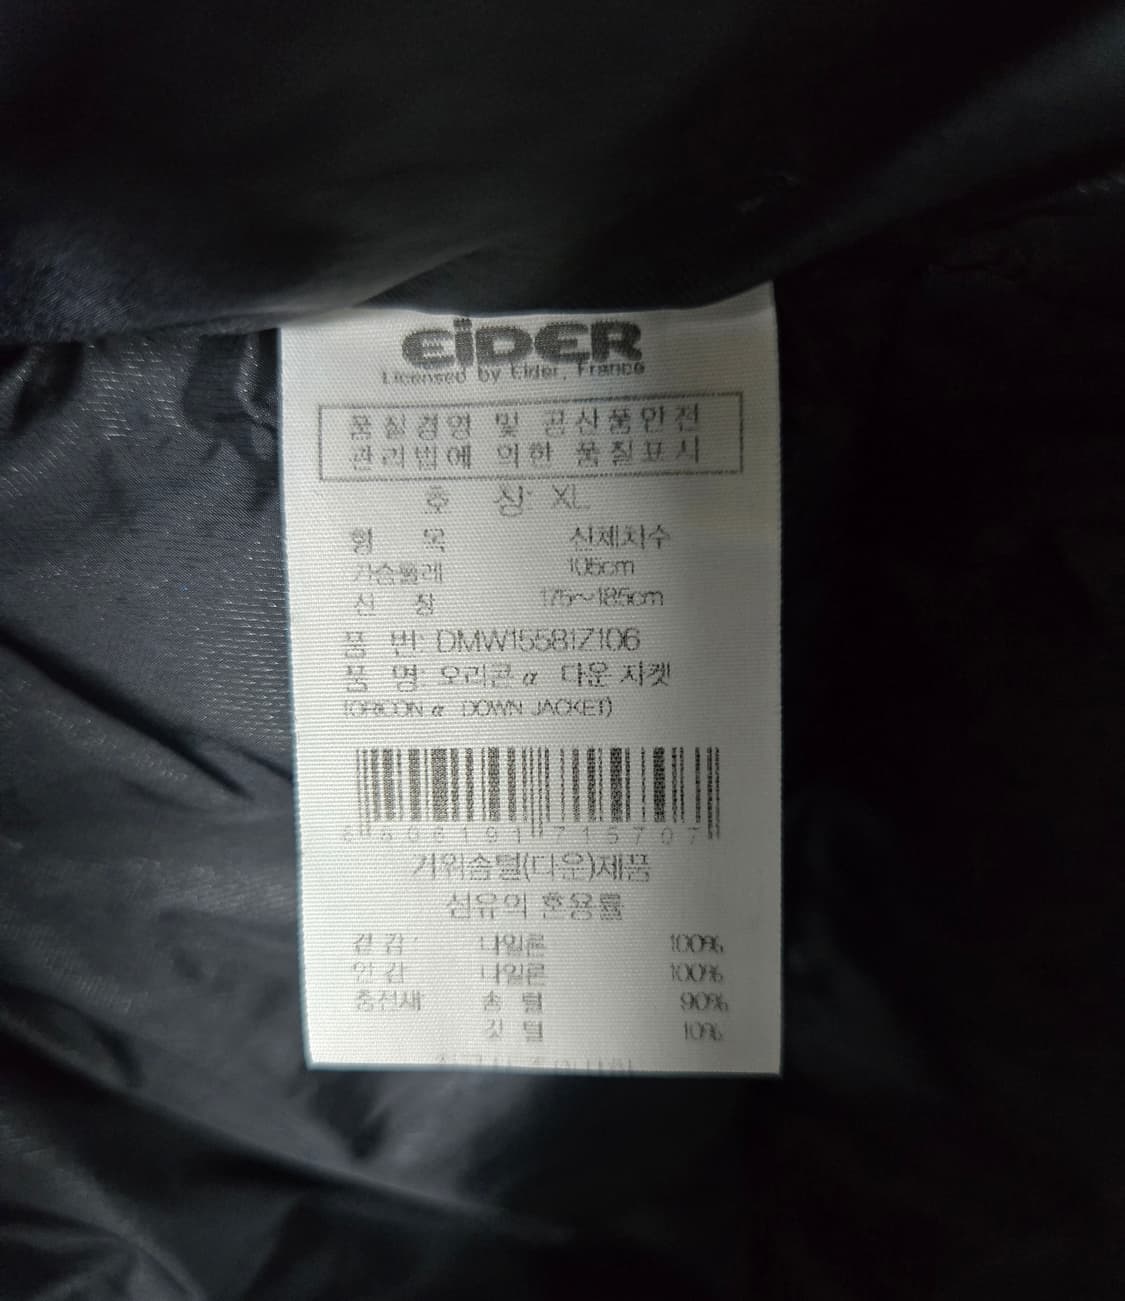 EiDER
Licensed by Eider, France
품질경영 및 공산품안전
관리법에 의한 품질표시
호 칭: XL
항 목 신체치수
가슴둘레 105cm
신 장 175~185cm
품 번: DMW15581Z106
품 명: 오리콘α 다운 자켓
(ORICON α DOWN JACKET)
거위솜털(다운)제품
섬유의 혼용률
겉 감: 나일론 100%
안 감 나일론 100%
충전재 솜 털 90%
깃 털 10%